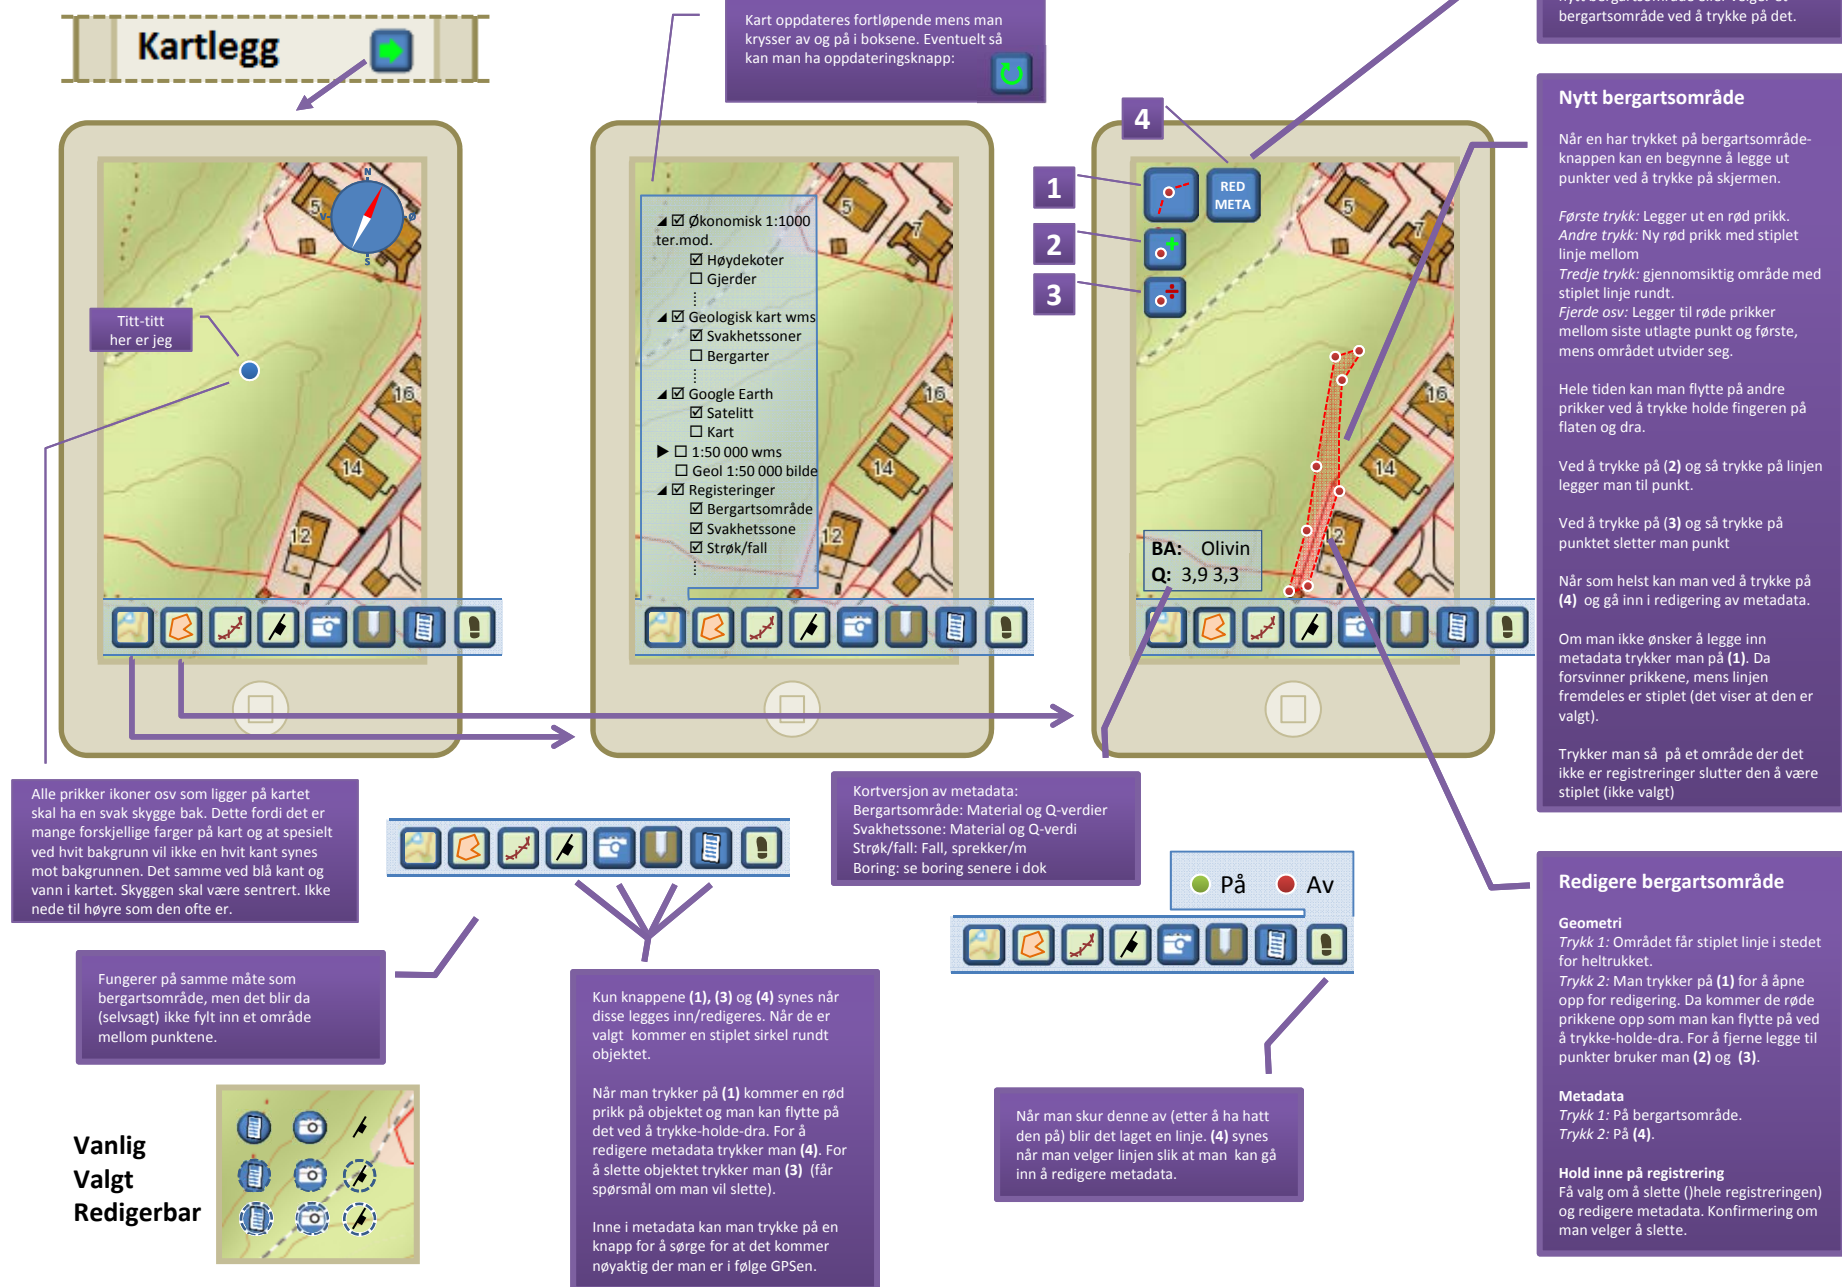 Kartlegg
Kart oppdateres fortløpende mens man
krysser av og på i boksene. Eventuelt så
kan man ha oppdateringsknapp:
bergartsområde ved å trykke på det.
N
V
Ø
S
5
Titt-titt
her er jeg
16
14
12
5
7
16
14
Økonomisk 1:1000
ter.mod.
Høydekoter
Gjerder
Geologisk kart wms
Svakhetssoner
Bergarter
Google Earth
Satelitt
Kart
1:50 000 wms
Geol 1:50 000 bilde
Registeringer
Bergartsområde
Svakhetssone
Strøk/fall
4
1
2
3
RED
META
5
7
16
14
12
BA: Olivin
Q: 3,9 3,3
Nytt bergartsområde
Når en har trykket på bergartsområde-
knappen kan en begynne å legge ut
punkter ved å trykke på skjermen.
Første trykk: Legger ut en rød prikk.
Andre trykk: Ny rød prikk med stiplet
linje mellom
Tredje trykk: gjennomsiktig område med
stiplet linje rundt.
Fjerde osv: Legger til røde prikker
mellom siste utlagte punkt og første,
mens området utvider seg.
Hele tiden kan man flytte på andre
prikker ved å trykke holde fingeren på
flaten og dra.
Ved å trykke på (2) og så trykke på linjen
legger man til punkt.
Ved å trykke på (3) og så trykke på
punktet sletter man punkt
Når som helst kan man ved å trykke på
(4) og gå inn i redigering av metadata.
Om man ikke ønsker å legge inn
metadata trykker man på (1). Da
forsvinner prikkene, mens linjen
fremdeles er stiplet (det viser at den er
valgt).
Trykker man så på et område der det
ikke er registreringer slutter den å være
stiplet (ikke valgt)
Alle prikker ikoner osv som ligger på kartet
skal ha en svak skygge bak. Dette fordi det er
mange forskjellige farger på kart og at spesielt
ved hvit bakgrunn vil ikke en hvit kant synes
mot bakgrunnen. Det samme ved blå kant og
vann i kartet. Skyggen skal være sentrert. Ikke
nede til høyre som den ofte er.
Kortversjon av metadata:
Bergartsområde: Material og Q-verdier
Svakhetssone: Material og Q-verdi
Strøk/fall: Fall, sprekker/m
Boring: se boring senere i dok
På
Av
Fungerer på samme måte som
bergartsområde, men det blir da
(selvsagt) ikke fylt inn et område
mellom punktene.
Kun knappene (1), (3) og (4) synes når
disse legges inn/redigeres. Når de er
valgt kommer en stiplet sirkel rundt
objektet.
Når man trykker på (1) kommer en rød
prikk på objektet og man kan flytte på
det ved å trykke-holde-dra. For å
redigere metadata trykker man (4). For
å slette objektet trykker man (3) (får
spørsmål om man vil slette).
Inne i metadata kan man trykke på en
knapp for å sørge for at det kommer
nøyaktig der man er i følge GPSen.
Når man skur denne av (etter å ha hatt
den på) blir det laget en linje. (4) synes
når man velger linjen slik at man kan gå
inn å redigere metadata.
Redigere bergartsområde
Geometri
Trykk 1: Området får stiplet linje i stedet
for heltrukket.
Trykk 2: Man trykker på (1) for å åpne
opp for redigering. Da kommer de røde
prikkene opp som man kan flytte på ved
å trykke-holde-dra. For å fjerne legge til
punkter bruker man (2) og (3).
Metadata
Trykk 1: På bergartsområde.
Trykk 2: På (4).
Hold inne på registrering
Få valg om å slette ()hele registreringen)
og redigere metadata. Konfirmering om
man velger å slette.
Vanlig
Valgt
Redigerbar